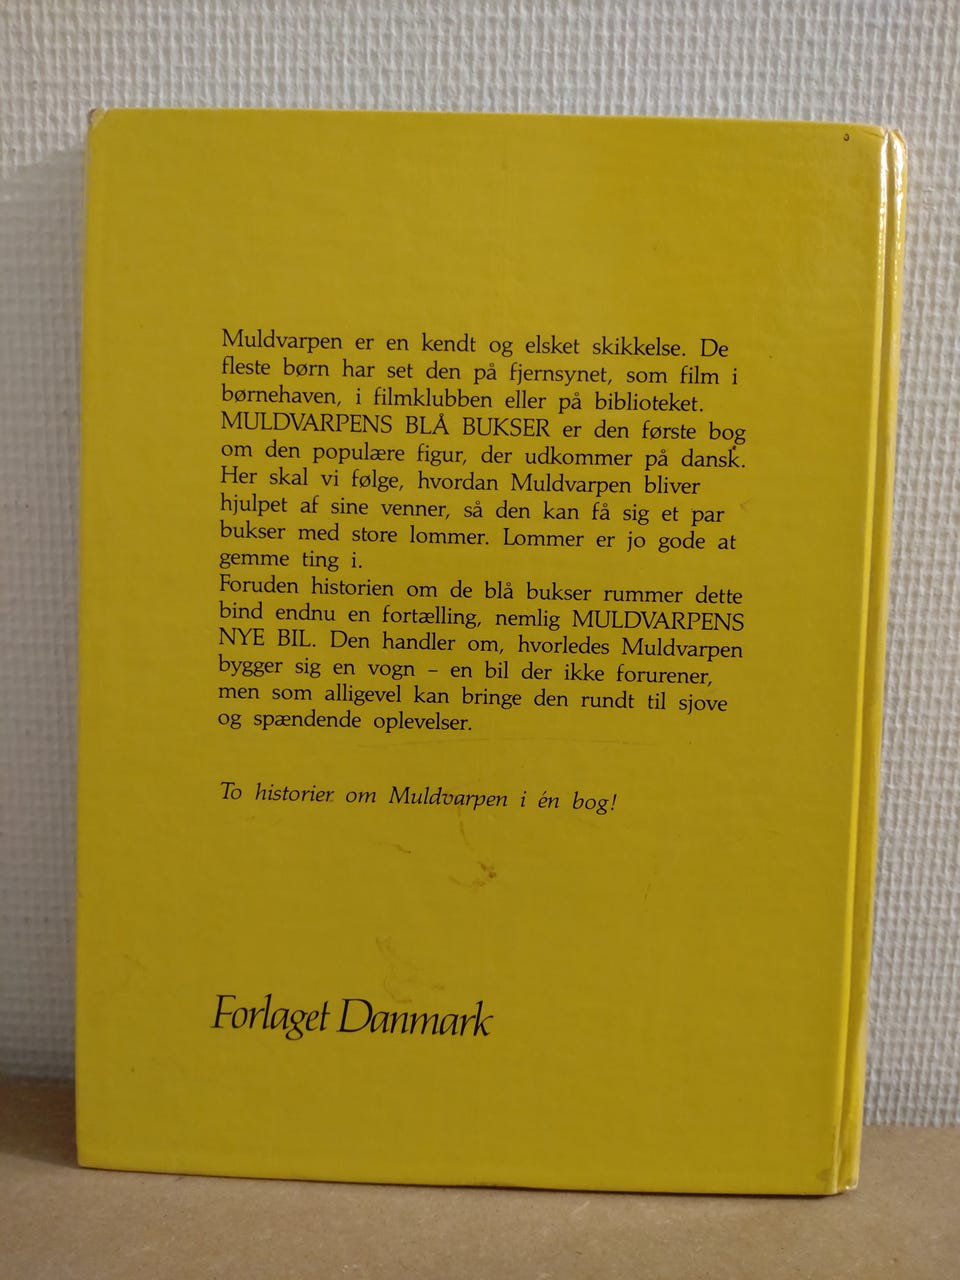 3
Muldvarpen er en kendt og elsket skikkelse. De
fleste børn har set den på fjernsynet, som film i
børnehaven, i filmklubben eller på biblioteket.
MULDVARPENS BLÅ BUKSER er den første bog
om den populære figur, der udkommer på dansk.
Her skal vi følge, hvordan Muldvarpen bliver
hjulpet af sine venner, så den kan få sig et par
bukser med store lommer. Lommer er jo gode at
gemme ting i.
Foruden historien om de blå bukser rummer dette
bind endnu en fortælling, nemlig MULDVARPENS
NYE BIL. Den handler om, hvorledes Muldvarpen
bygger sig en vogn – en bil der ikke forurener,
men som alligevel kan bringe den rundt til sjove
og spændende oplevelser.
To historier om Muldvarpen i én bog!
Forlaget Danmark